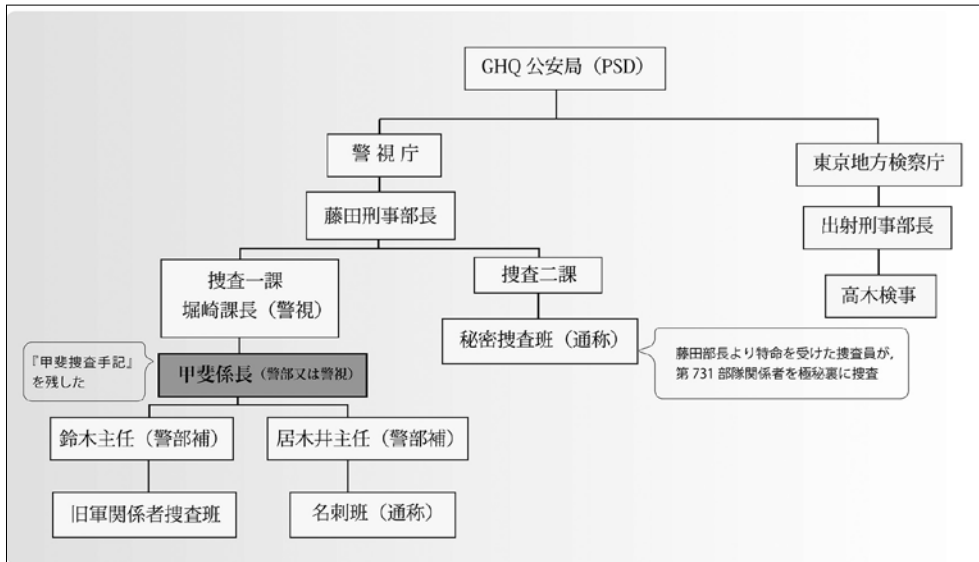 GHQ 公安局（PSD）
警 視 庁
東京地方検察庁
藤田刑事部長
出射刑事部長
捜査一課
堀崎課長（警視）
捜査二課
高木検事
秘密捜査班（通称）
『甲斐捜査手記』
を残した
甲斐係長（警部又は警視）
藤田部長より特命を受けた捜査員が，
第 731 部隊関係者を極秘裏に捜査
鈴木主任（警部補）
居木井主任（警部補）
旧軍関係者捜査班
名刺班（通称）